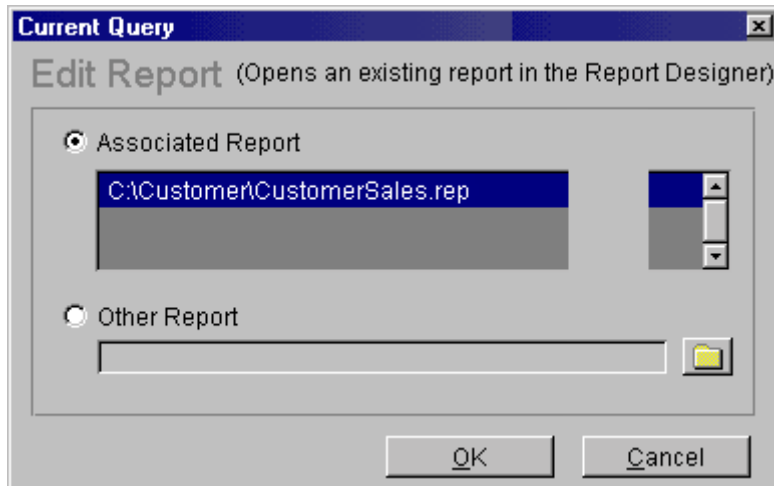 Current Query
Edit Report (Opens an existing report in the Report Designer)
Associated Report
C:\Customer\CustomerSales.rep
Other Report
OK
Cancel